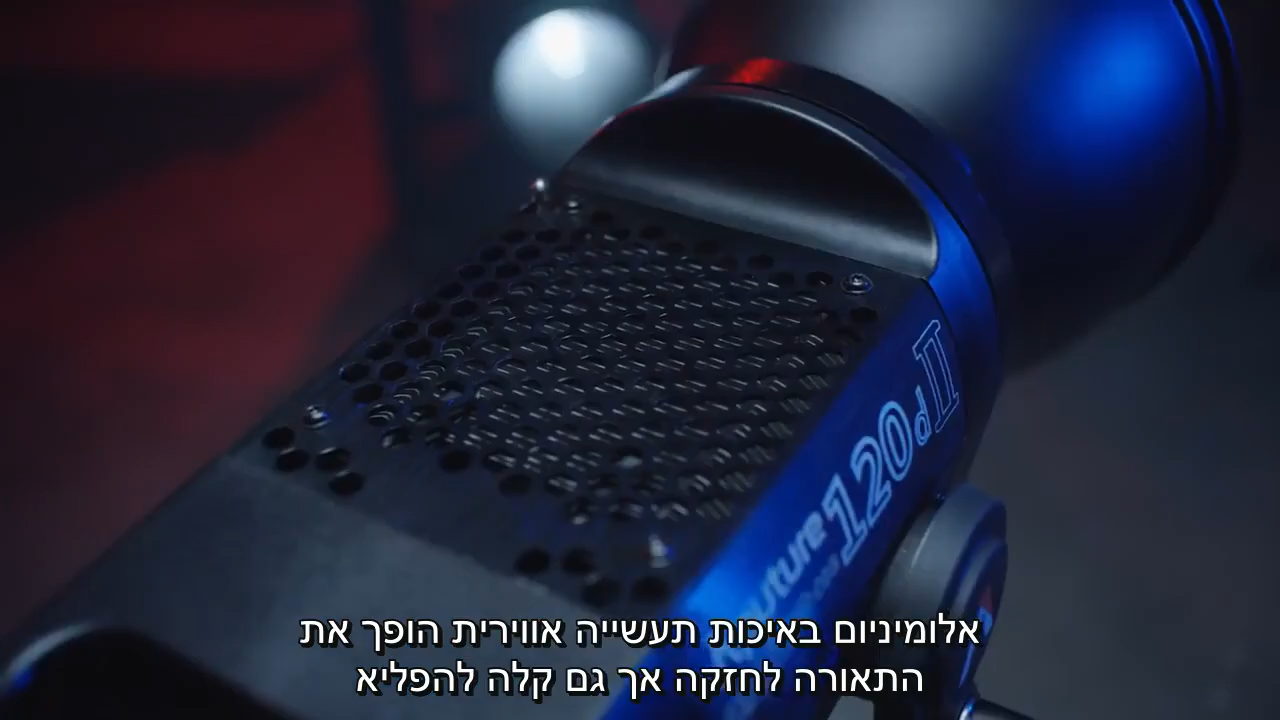 120d II
אלומיניום באיכות תעשייה אווירית הופך את
התאורה לחזקה אך גם קלה להפליא